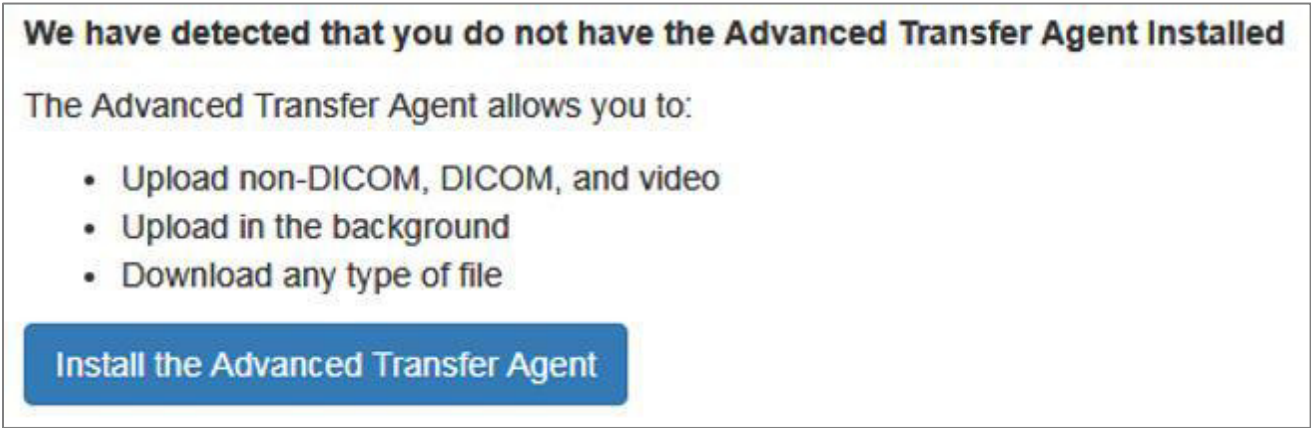 We have detected that you do not have the Advanced Transfer Agent Installed
The Advanced Transfer Agent allows you to:
• Upload non-DICOM, DICOM, and video
• Upload in the background
• Download any type of file
Install the Advanced Transfer Agent